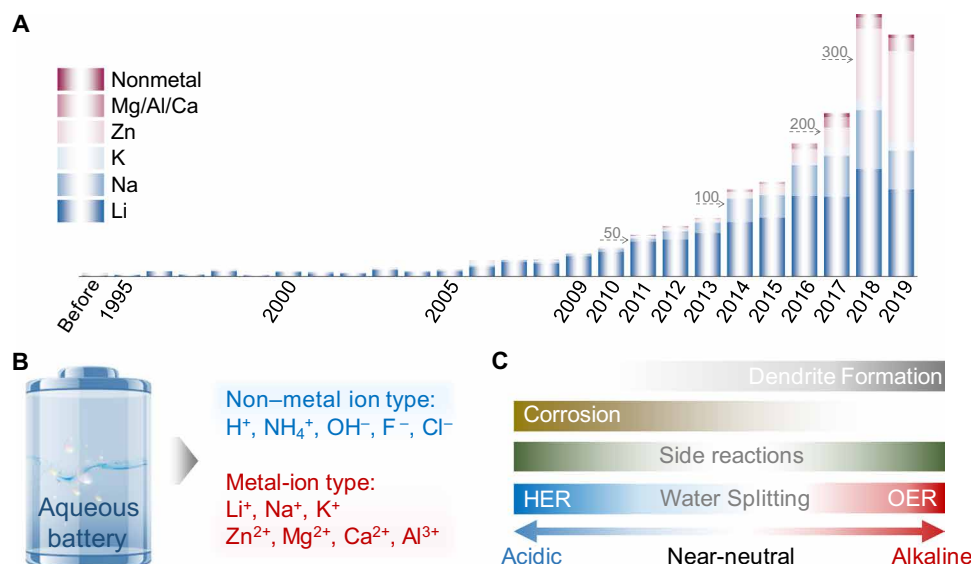 A
Nonmetal
Mg/Al/Ca
Zn
K
Na
Li
50
100
200
300
Before
1995
2000
2005
2009
2010
2011
2012
2013
2014
2015
2016
2017
2018
2019
B
Aqueous
battery
Non–metal ion type:
H⁺, NH₄⁺, OH⁻, F⁻, Cl⁻
Metal-ion type:
Li⁺, Na⁺, K⁺
Zn²⁺, Mg²⁺, Ca²⁺, Al³⁺
C
Dendrite Formation
Corrosion
Side reactions
HER Water Splitting OER
Acidic Near-neutral Alkaline